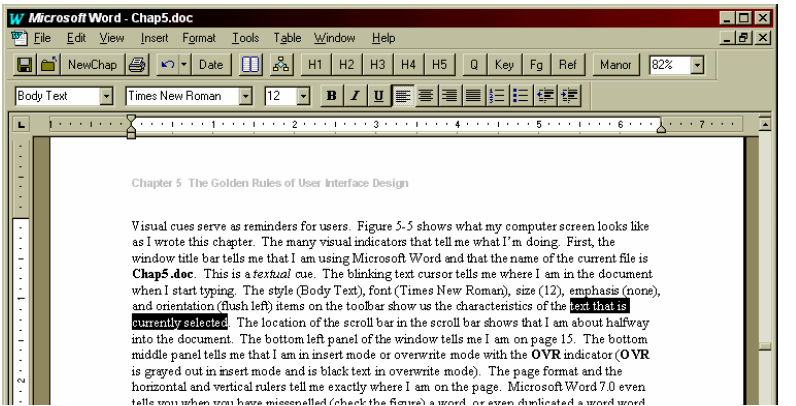 Microsoft Word - Chap5.doc
File Edit View Insert Format Tools Table Window Help
NewChap Date H1 H2 H3 H4 H5 Q Key Fg Ref Manor 82%
Body Text Times New Roman 12 B I U
1 1 2 3 4 5 6 7
Chapter 5 The Golden Rules of User Interface Design
Visual cues serve as reminders for users. Figure 5-5 shows what my computer screen looks like
as I wrote this chapter. The many visual indicators that tell me what I'm doing. First, the
window title bar tells me that I am using Microsoft Word and that the name of the current file is
Chap5.doc. This is a textual cue. The blinking text cursor tells me where I am in the document
when I start typing. The style (Body Text), font (Times New Roman), size (12), emphasis (none),
and orientation (flush left) items on the toolbar show us the characteristics of the text that is
currently selected. The location of the scroll bar in the scroll bar shows that I am about halfway
into the document. The bottom left panel of the window tells me I am on page 15. The bottom
middle panel tells me that I am in insert mode or overwrite mode with the OVR indicator (OVR
is grayed out in insert mode and is black text in overwrite mode). The page format and the
horizontal and vertical rulers tell me exactly where I am on the page. Microsoft Word 7.0 even
tells you when you have missspelled (check the figure) a word, or even duplicated a word word
1
2